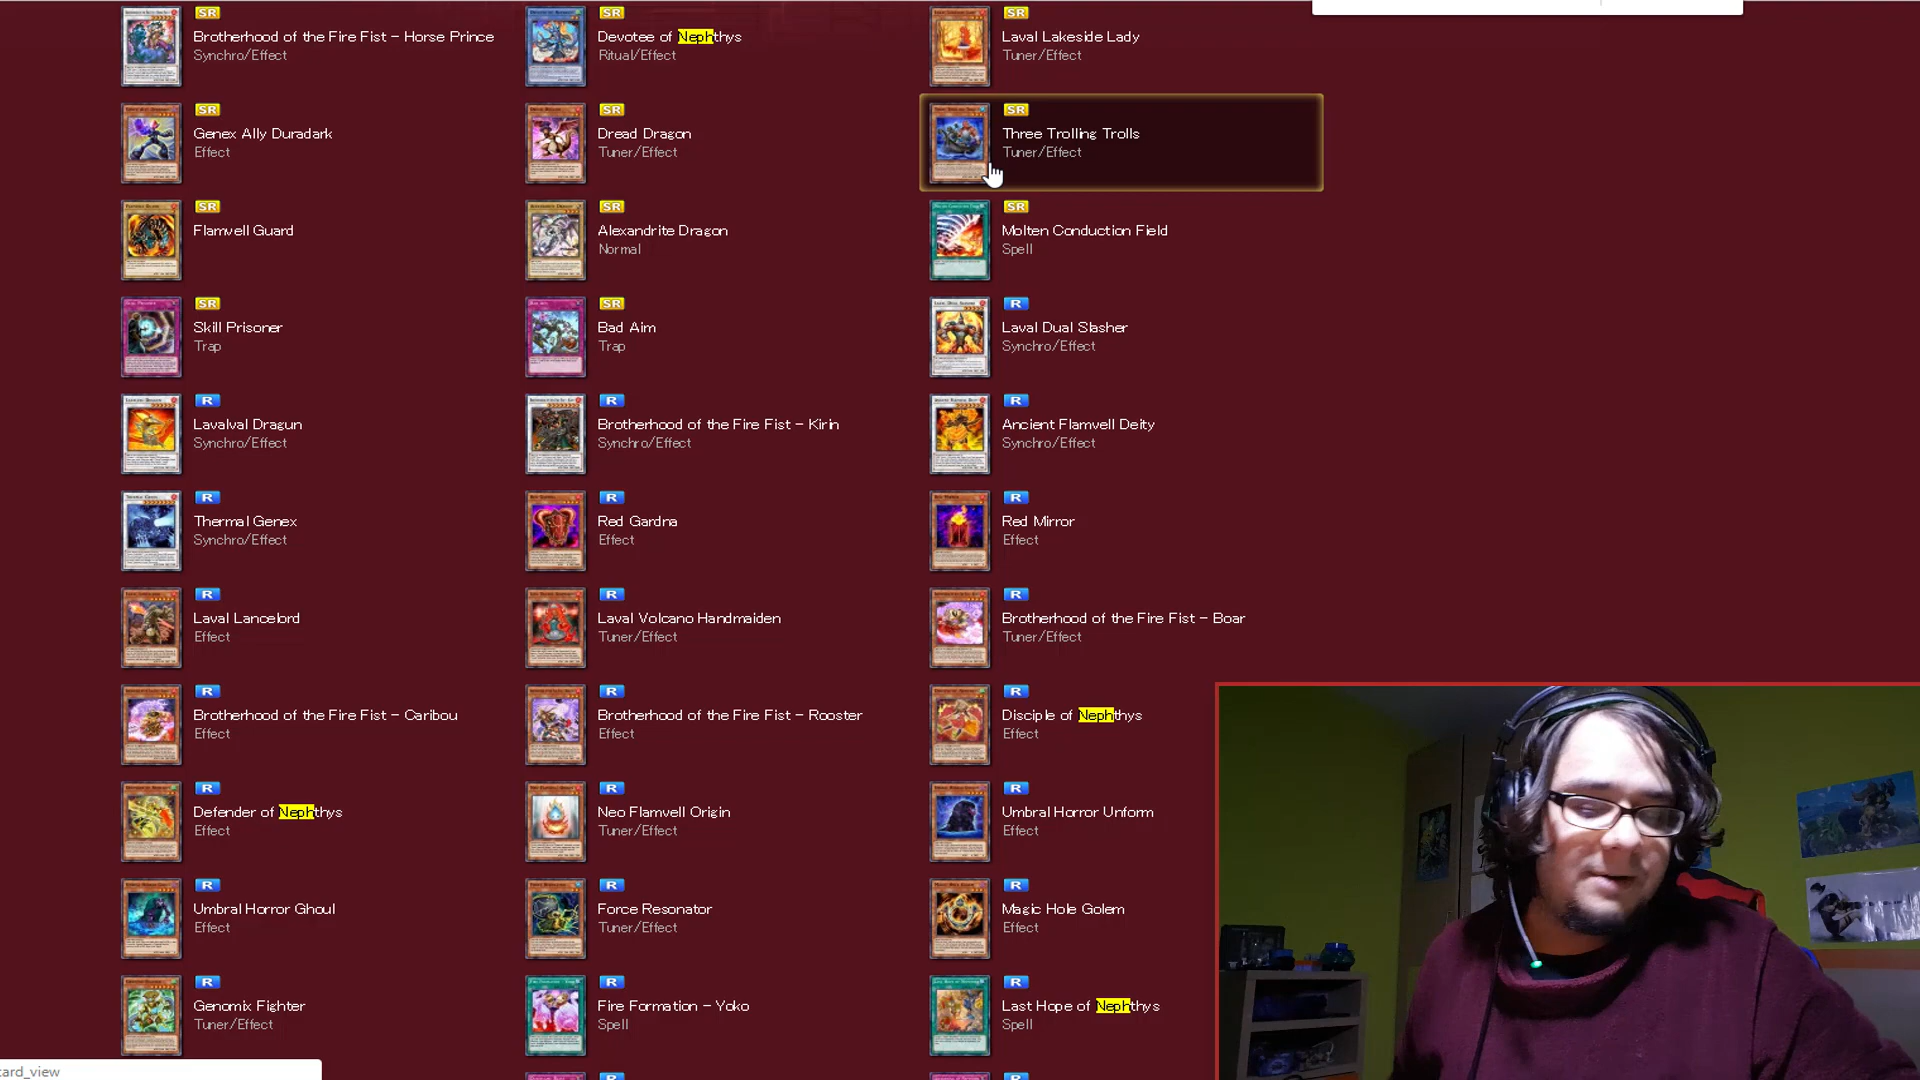 SR SR SR
Brotherhood of the Fire Fist - Horse Prince Devotee of Nephthys Laval Lakeside Lady
Synchro/Effect Ritual/Effect Tuner/Effect
SR SR SR
Genex Ally Duradark Dread Dragon Three Trolling Trolls
Effect Tuner/Effect Tuner/Effect
SR SR SR
Flamvell Guard Alexandrite Dragon Molten Conduction Field
Normal Spell
SR SR R
Skill Prisoner Bad Aim Laval Dual Slasher
Trap Trap Synchro/Effect
R R R
Lavalval Dragun Brotherhood of the Fire Fist - Kirin Ancient Flamvell Deity
Synchro/Effect Synchro/Effect Synchro/Effect
R R R
Thermal Genex Red Gardna Red Mirror
Synchro/Effect Effect Effect
R R R
Laval Lancelord Laval Volcano Handmaiden Brotherhood of the Fire Fist - Boar
Effect Tuner/Effect Tuner/Effect
R R R
Brotherhood of the Fire Fist - Caribou Brotherhood of the Fire Fist - Rooster Disciple of Nephthys
Effect Effect Effect
R R R
Defender of Nephthys Neo Flamvell Origin Umbral Horror Unform
Effect Tuner/Effect Effect
R R R
Umbral Horror Ghoul Force Resonator Magic Hole Golem
Effect Tuner/Effect Effect
R R R
Genomix Fighter Fire Formation - Yoko Last Hope of Nephthys
Tuner/Effect Spell Spell
card_view